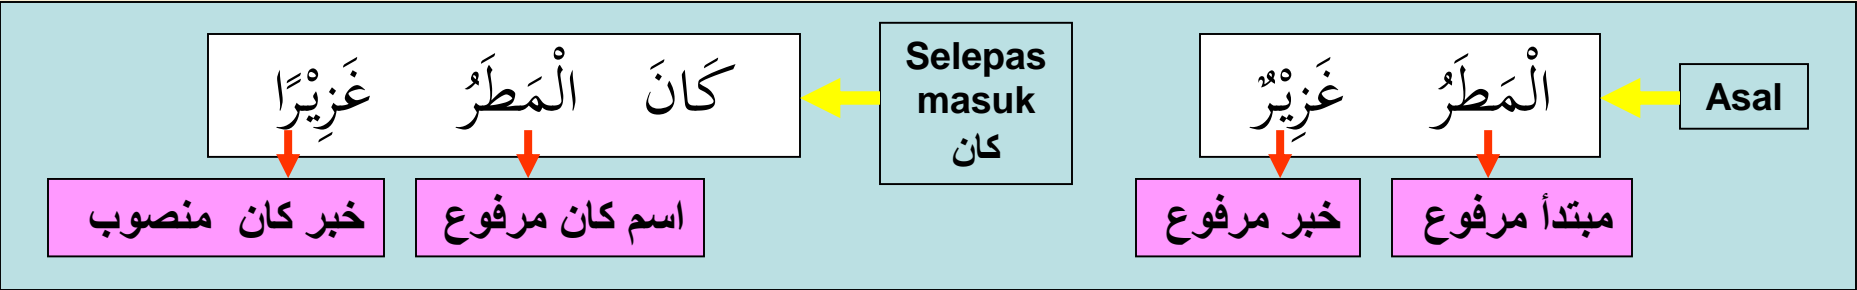 Asal
الْمَطَرُ غَزِيْرٌ
مبتدأ مرفوع
خبر مرفوع
Selepas
masuk
كان
كَانَ الْمَطَرُ غَزِيْرًا
اسم كان مرفوع
خبر كان منصوب